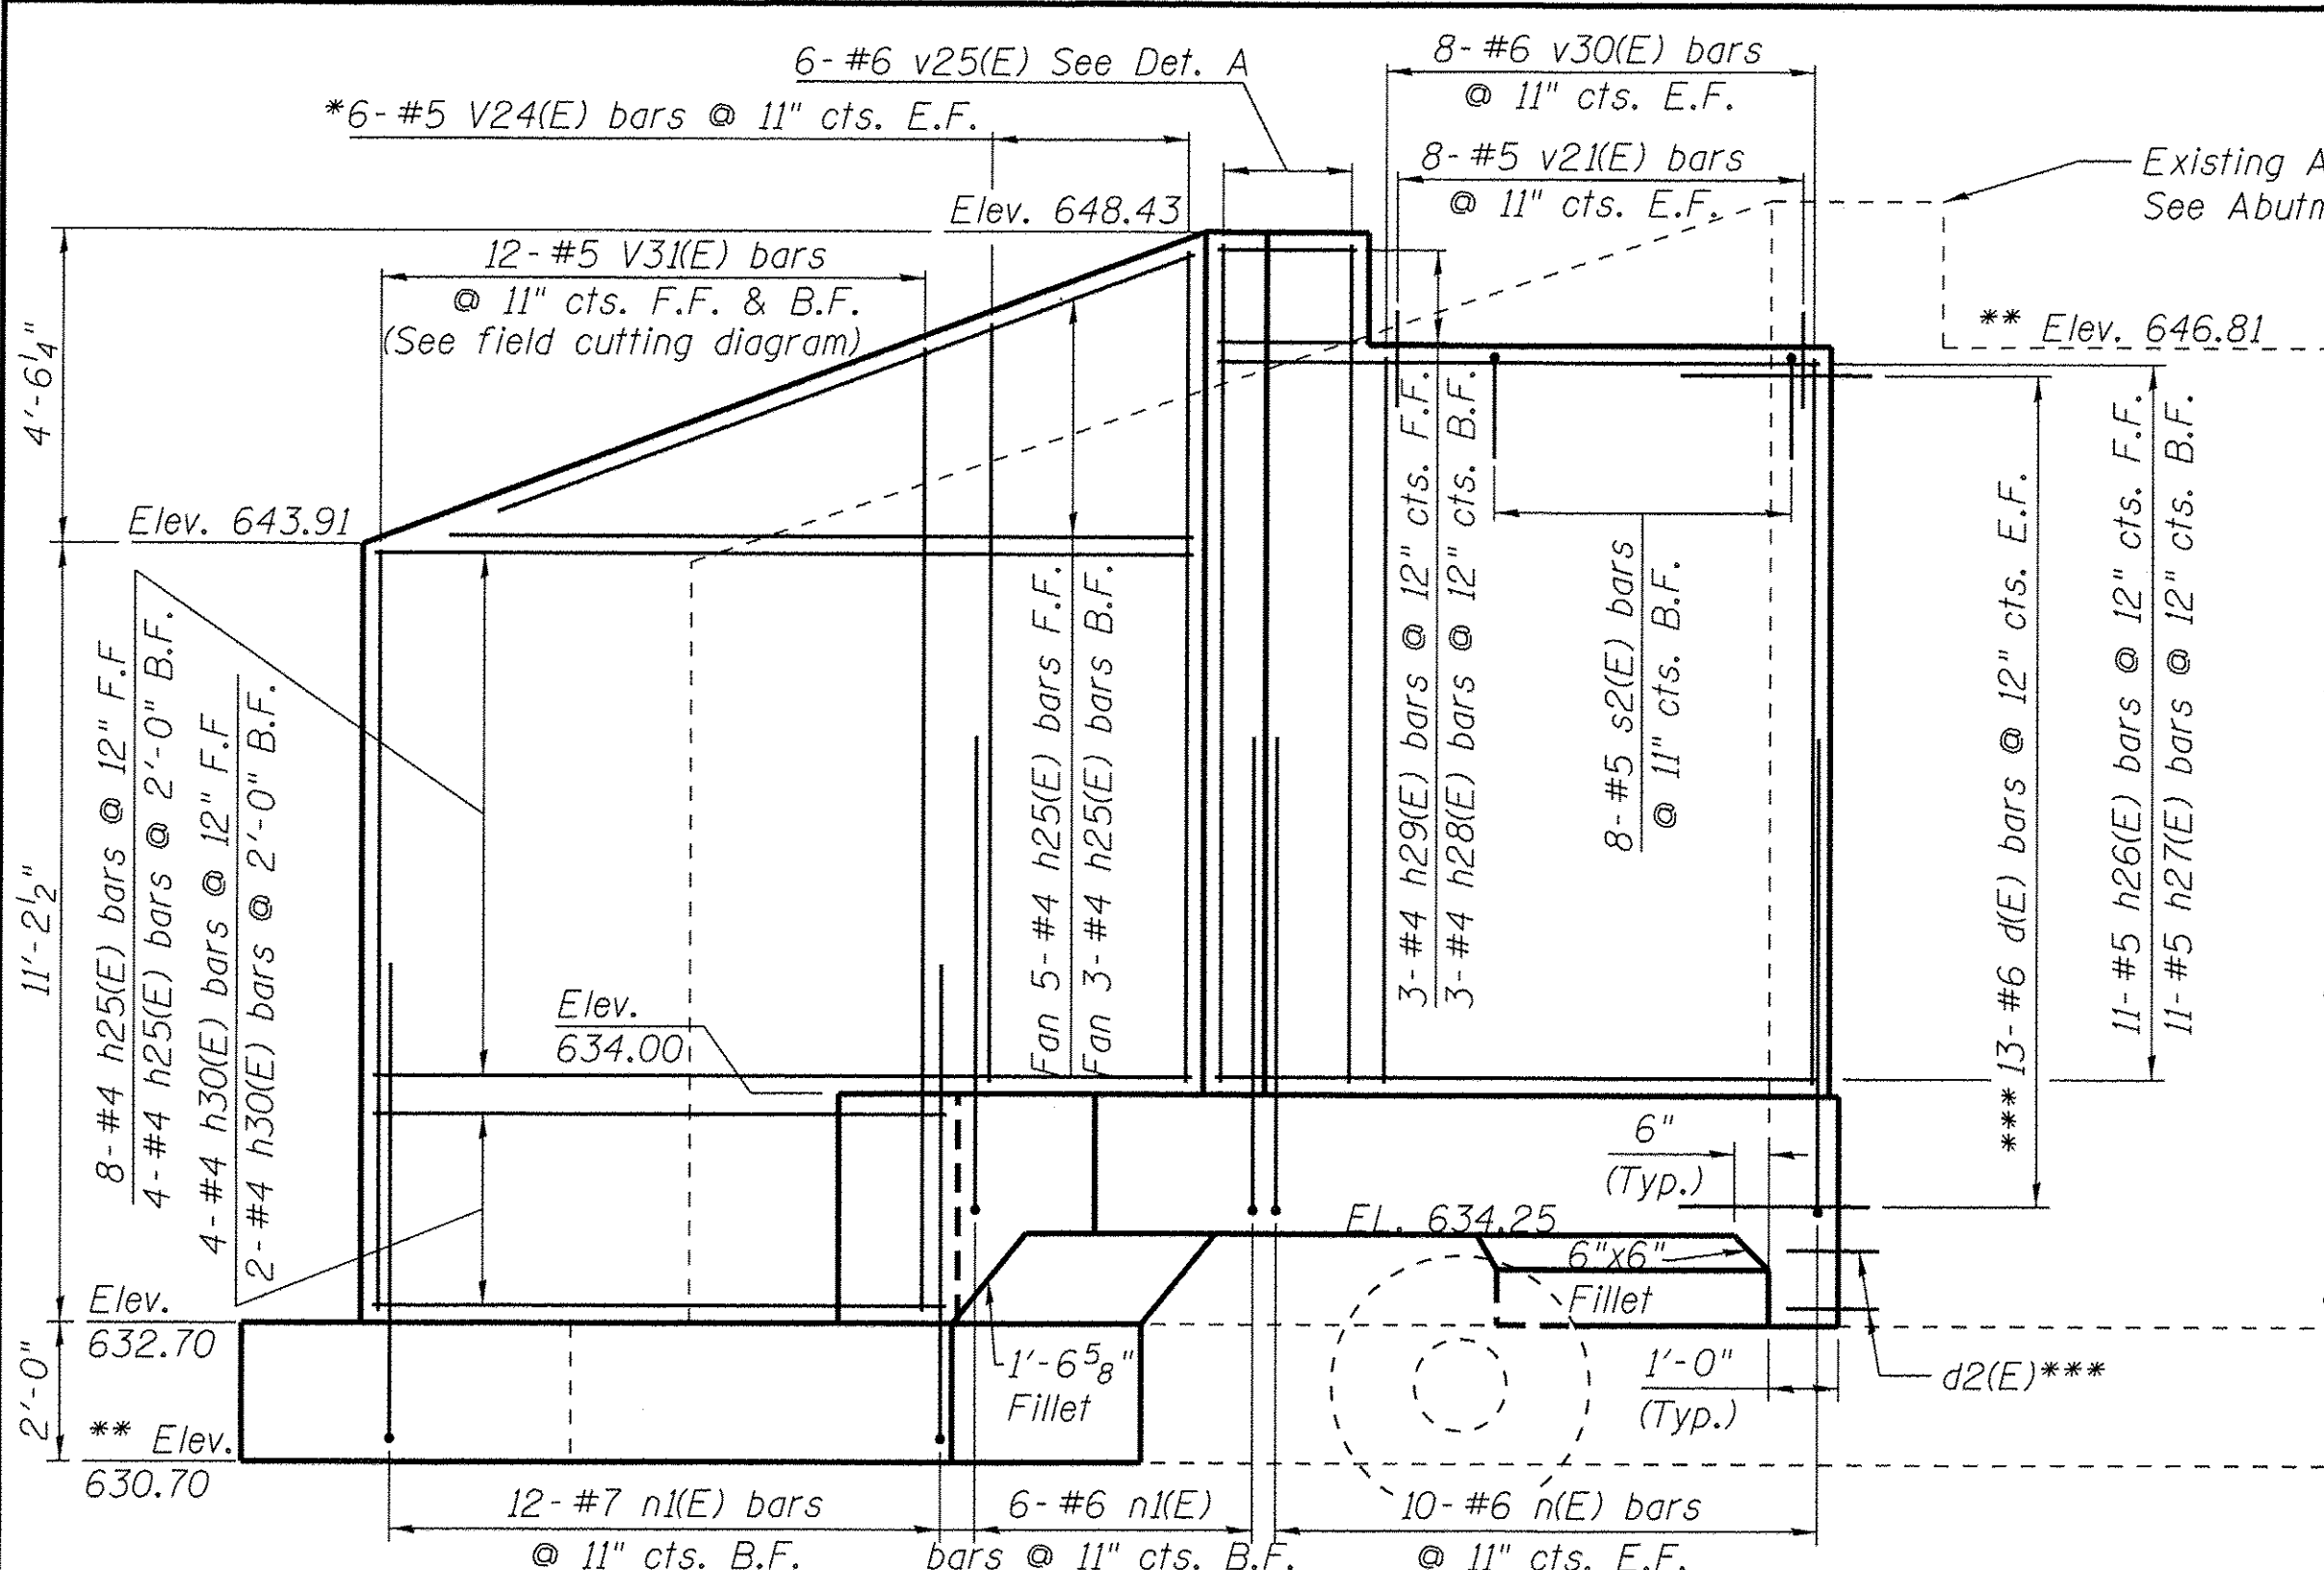 6-#6 v25(E) See Det. A
8-#6 v30(E) bars
@ 11" cts. E.F.
*6-#5 V24(E) bars @ 11" cts. E.F.
8-#5 v21(E) bars
@ 11" cts. E.F.
Existing A
See Abutm
Elev. 648.43
12-#5 V31(E) bars
@ 11" cts. F.F. & B.F.
(See field cutting diagram)
** Elev. 646.81
4'-6 1/4"
Elev. 643.91
8-#4 h25(E) bars @ 12" F.F
4-#4 h25(E) bars @ 2'-0" B.F.
4-#4 h30(E) bars @ 12" F.F
2-#4 h30(E) bars @ 2'-0" B.F.
11'-2 1/2"
Fan 5-#4 h25(E) bars F.F.
Fan 3-#4 h25(E) bars B.F.
3-#4 h29(E) bars @ 12" cts. F.F.
3-#4 h28(E) bars @ 12" cts. B.F.
8-#5 s2(E) bars
@ 11" cts. B.F.
*** 13-#6 d(E) bars @ 12" cts. E.F.
11-#5 h26(E) bars @ 12" cts. F.F.
11-#5 h27(E) bars @ 12" cts. B.F.
Elev.
634.00
6"
(Typ.)
EL. 634.25
6"x6"
Fillet
Elev.
632.70
1'-6 5/8"
Fillet
1'-0"
(Typ.)
d2(E)***
2'-0"
** Elev.
630.70
12-#7 n1(E) bars
@ 11" cts. B.F.
6-#6 n1(E)
bars @ 11" cts. B.F.
10-#6 n(E) bars
@ 11" cts. E.F.